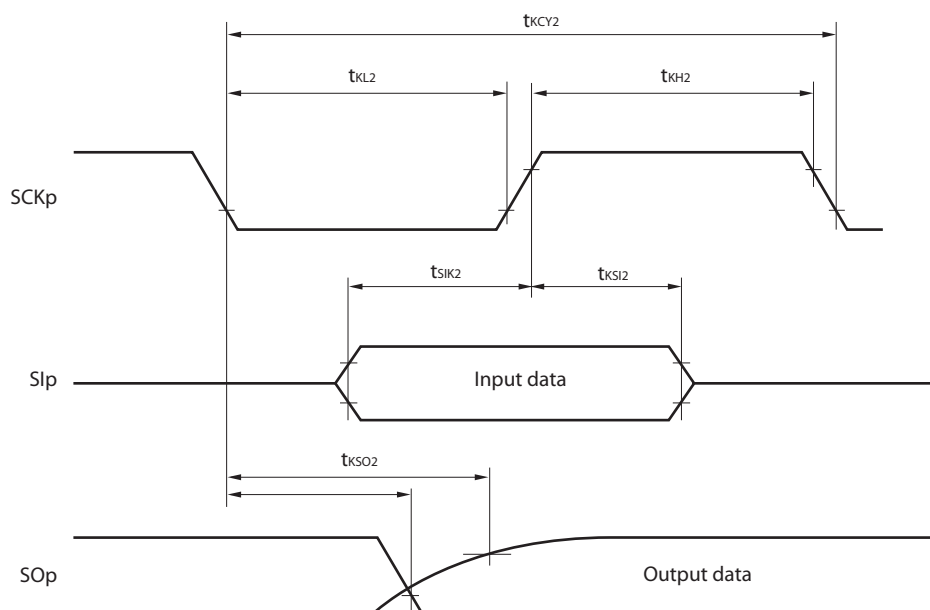 tKCY2
tKL2
tKH2
SCKp
tSIK2
tKSI2
SIp
Input data
tKSO2
SOp
Output data